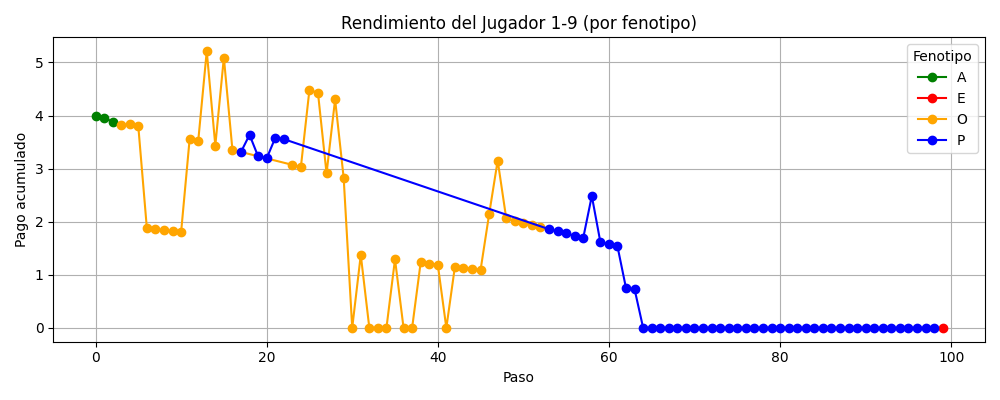 Rendimiento del Jugador 1-9 (por fenotipo)
Pago acumulado
5
4
3
2
1
0
Fenotipo
A
E
O
P
0 20 40 60 80 100
Paso